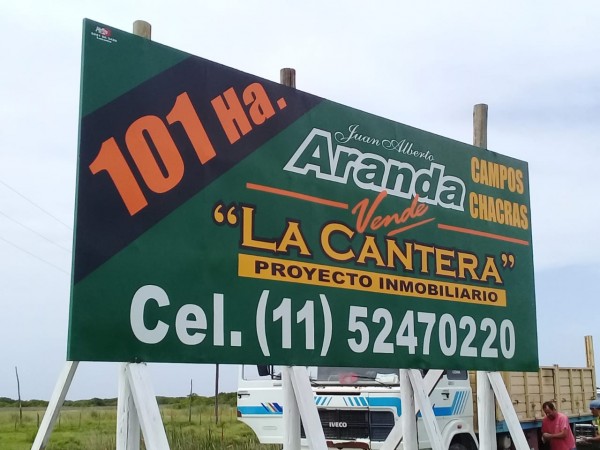 101 Ha.
Juan Alberto
Aranda
Vende
CAMPOS
CHACRAS
“LA CANTERA”
PROYECTO INMOBILIARIO
Cel. (11) 52470220
IVECO